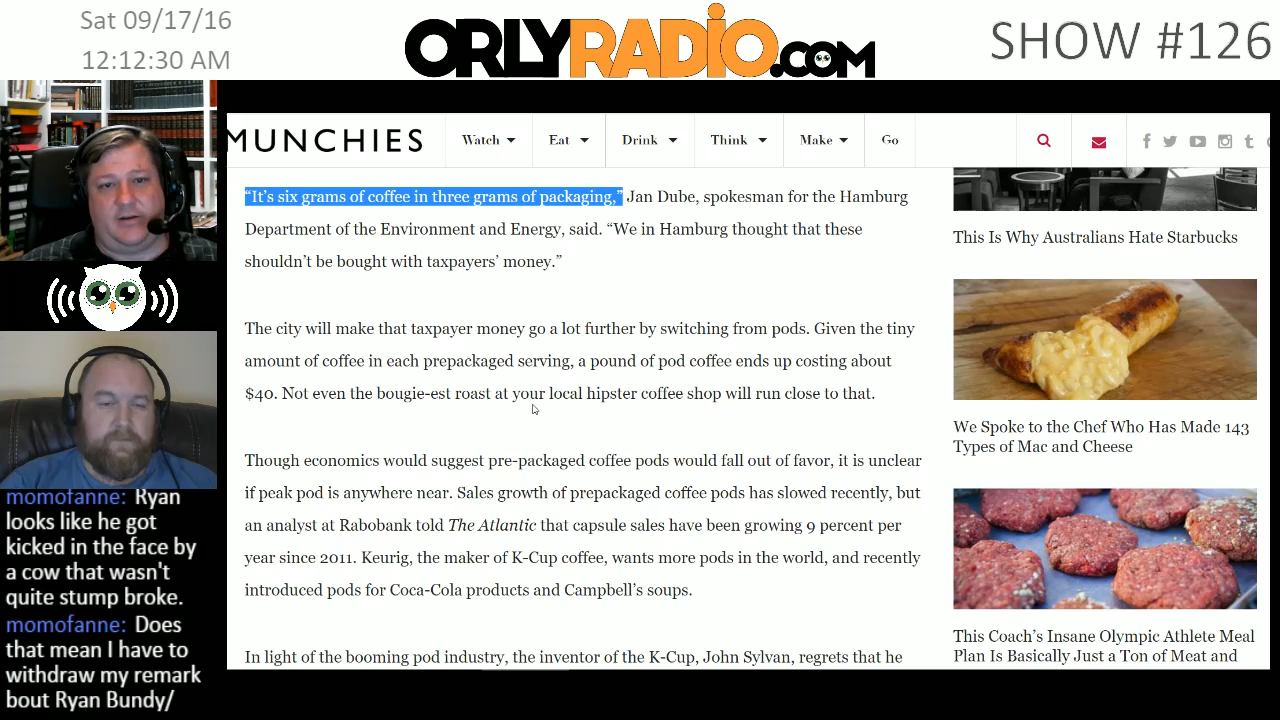 Sat 09/17/16
12:12:30 AM
ORLYRADIO.COM
SHOW #126
MUNCHIES
Watch
Eat
Drink
Think
Make
Go
“It’s six grams of coffee in three grams of packaging,” Jan Dube, spokesman for the Hamburg
Department of the Environment and Energy, said. “We in Hamburg thought that these
shouldn’t be bought with taxpayers’ money.”
The city will make that taxpayer money go a lot further by switching from pods. Given the tiny
amount of coffee in each prepackaged serving, a pound of pod coffee ends up costing about
$40. Not even the bougie-est roast at your local hipster coffee shop will run close to that.
Though economics would suggest pre-packaged coffee pods would fall out of favor, it is unclear
if peak pod is anywhere near. Sales growth of prepackaged coffee pods has slowed recently, but
an analyst at Rabobank told The Atlantic that capsule sales have been growing 9 percent per
year since 2011. Keurig, the maker of K-Cup coffee, wants more pods in the world, and recently
introduced pods for Coca-Cola products and Campbell’s soups.
In light of the booming pod industry, the inventor of the K-Cup, John Sylvan, regrets that he
This Is Why Australians Hate Starbucks
We Spoke to the Chef Who Has Made 143
Types of Mac and Cheese
This Coach’s Insane Olympic Athlete Meal
Plan Is Basically Just a Ton of Meat and
momofanne: Ryan
looks like he got
kicked in the face by
a cow that wasn't
quite stump broke.
momofanne: Does
that mean I have to
withdraw my remark
bout Ryan Bundy/